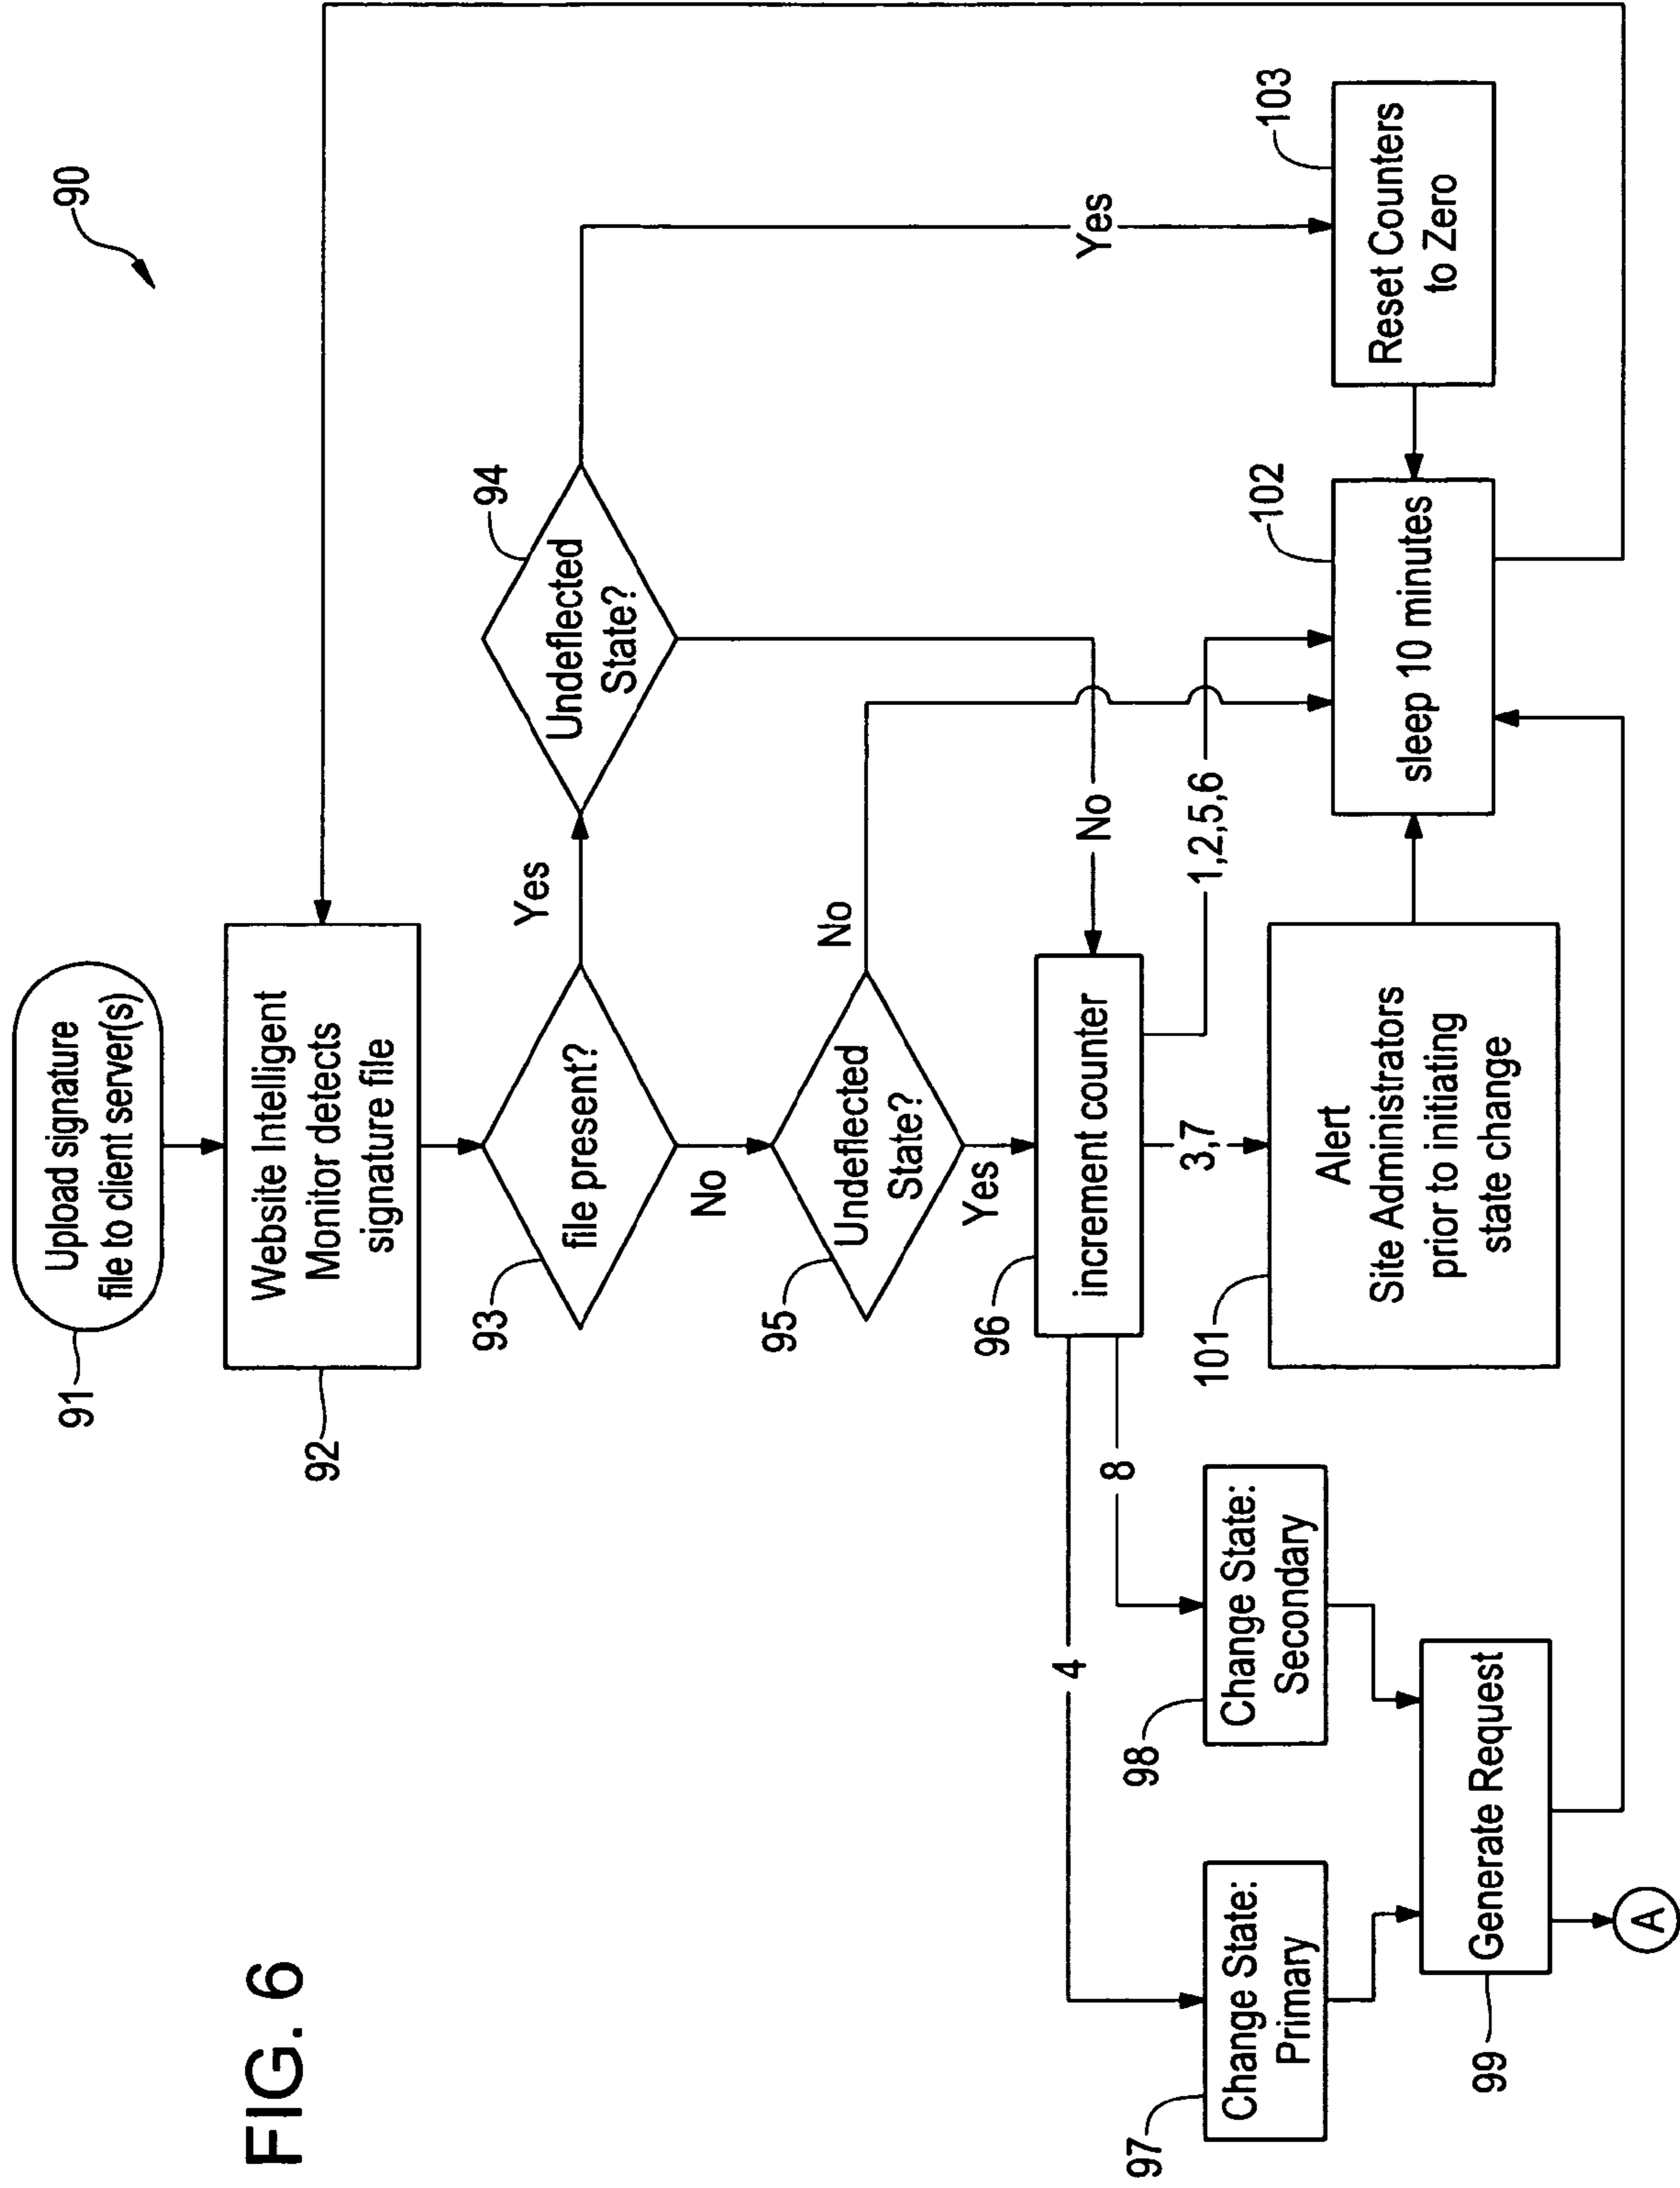 FIG. 6
90
91
Upload signature
file to client server(s)
92
Website Intelligent
Monitor detects
signature file
93
file present?
Yes
No
94
Undeflected
State?
Yes
No
95
Undeflected
State?
No
Yes
96
increment counter
4
8
3,7
1,2,5,6
97
Change State:
Primary
98
Change State:
Secondary
99
Generate Request
A
101
Alert
Site Administrators
prior to initiating
state change
102
sleep 10 minutes
103
Reset Counters
to Zero